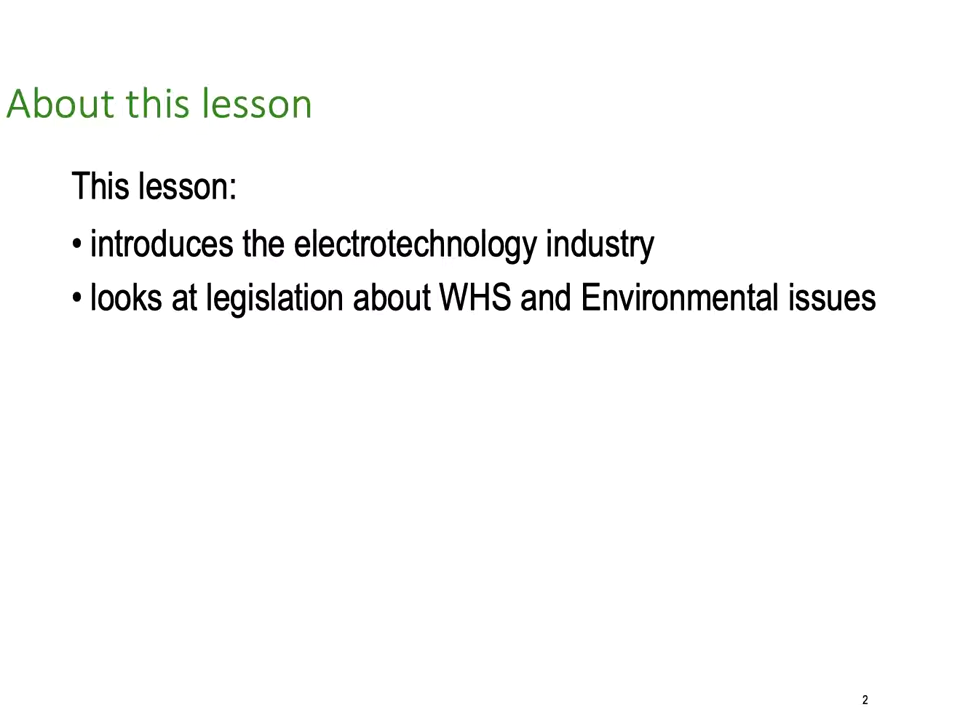 About this lesson
This lesson:
• introduces the electrotechnology industry
• looks at legislation about WHS and Environmental issues
2